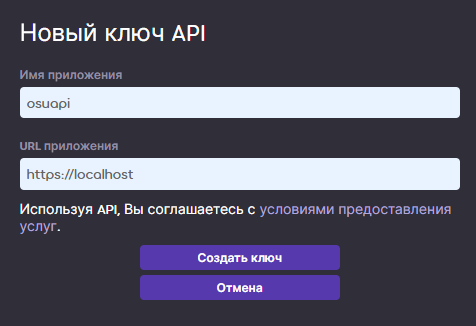 Новый ключ API
Имя приложения
osuapi
URL приложения
https://localhost
Используя API, Вы соглашаетесь с условиями предоставления
услуг.
Создать ключ
Отмена